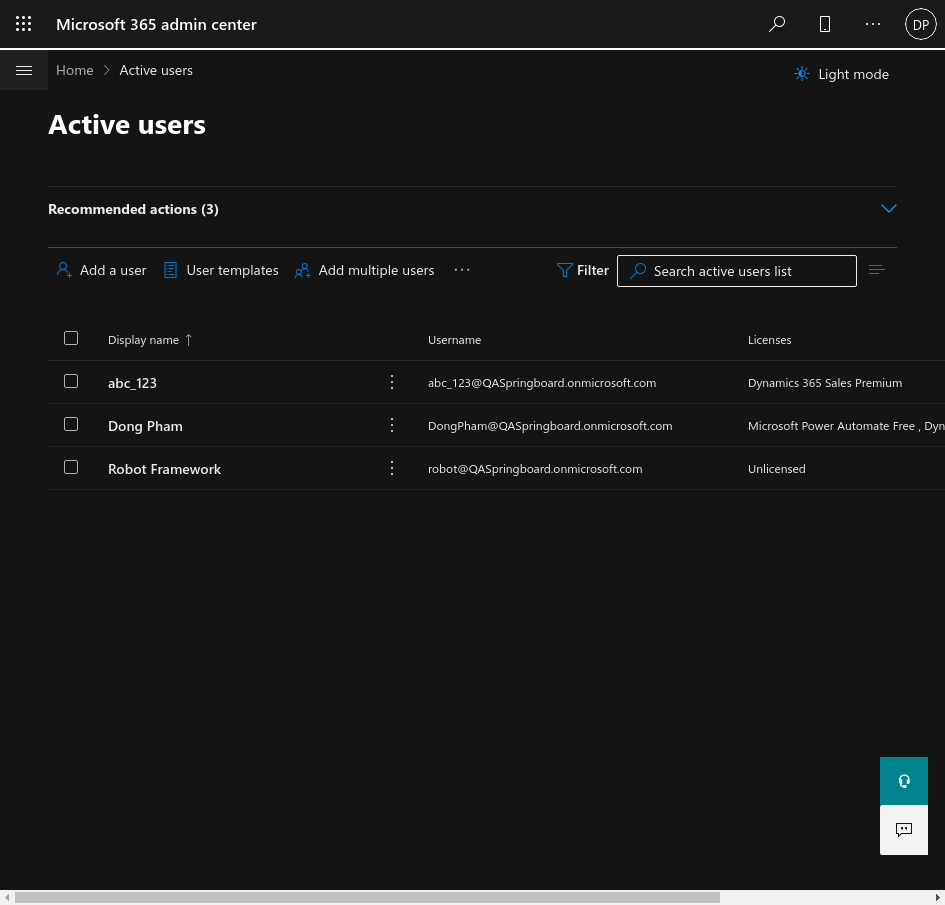 Microsoft 365 admin center
DP
Home
Active users
Light mode
Active users
Recommended actions (3)
Add a user
User templates
Add multiple users
Filter
Search active users list
Display name ↑
Username
Licenses
abc_123
abc_123@QASpringboard.onmicrosoft.com
Dynamics 365 Sales Premium
Dong Pham
DongPham@QASpringboard.onmicrosoft.com
Microsoft Power Automate Free , Dyn
Robot Framework
robot@QASpringboard.onmicrosoft.com
Unlicensed